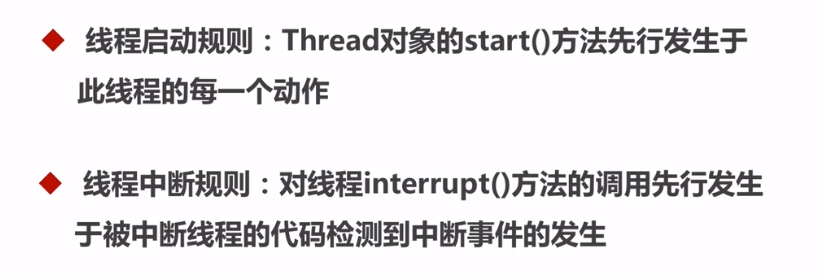 线程启动规则：Thread对象的start()方法先行发生于
此线程的每一个动作
线程中断规则：对线程interrupt()方法的调用先行发生
于被中断线程的代码检测到中断事件的发生